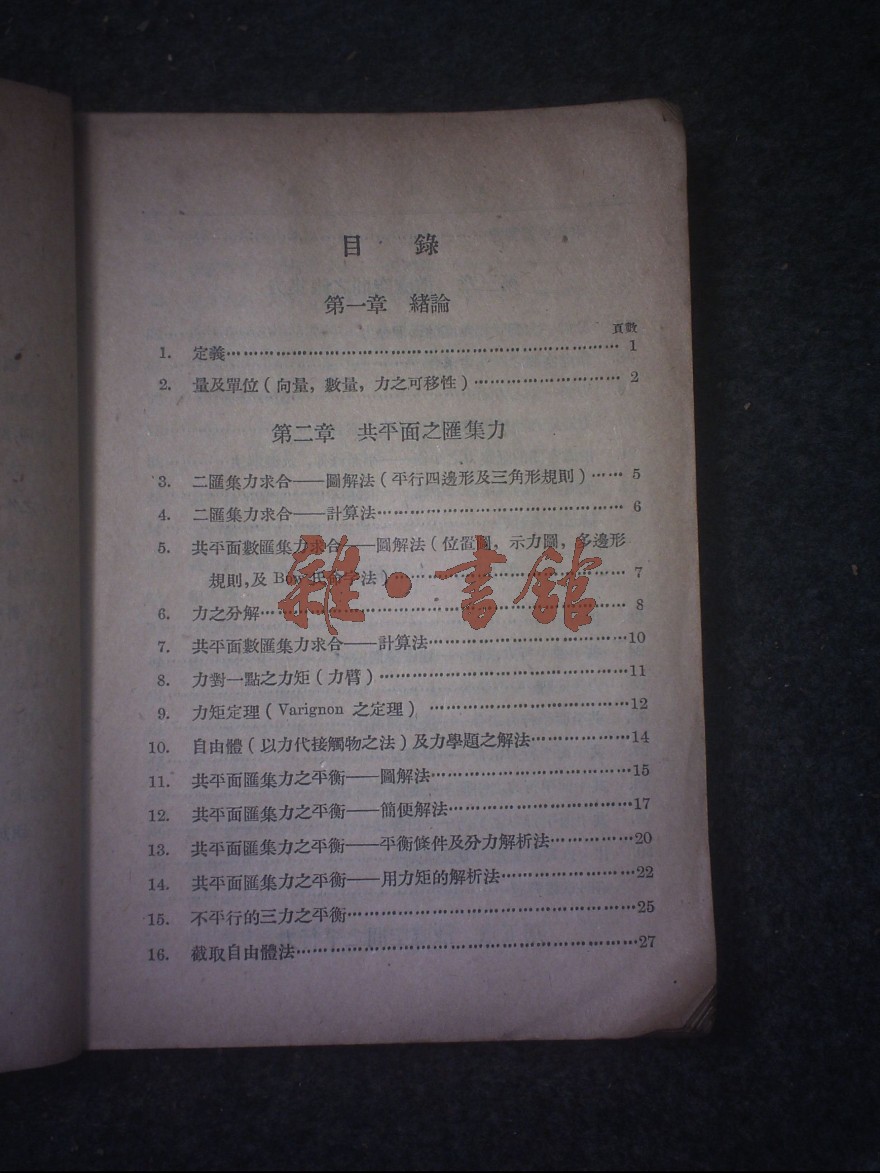 目 錄
第一章 緒論
頁數
1. 定義…………………………………………… 1
2. 量及單位(向量,數量,力之可移性)……………… 2
第二章 共平面之匯集力
3. 二匯集力求合——圖解法(平行四邊形及三角形規則)…… 5
4. 二匯集力求合——計算法………………………… 6
5. 共平面數匯集力求合——圖解法(位置圖,示力圖,多邊形
規則,及 Bow 氏命字法)……………………… 7
6. 力之分解…………………………………………… 8
7. 共平面數匯集力求合——計算法……………………10
8. 力對一點之力矩(力臂)…………………………11
9. 力矩定理(Varignon 之定理)……………………12
10. 自由體(以力代接觸物之法)及力學題之解法…………14
11. 共平面匯集力之平衡——圖解法……………………15
12. 共平面匯集力之平衡——簡便解法…………………17
13. 共平面匯集力之平衡——平衡條件及分力解析法………20
14. 共平面匯集力之平衡——用力矩的解析法……………22
15. 不平行的三力之平衡………………………………25
16. 截取自由體法……………………………………27
雜·書館